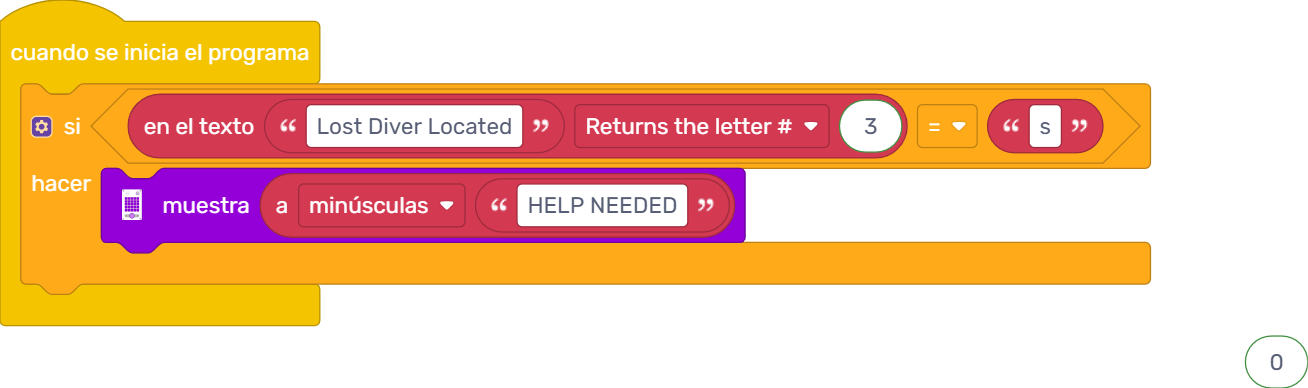 cuando se inicia el programa
si en el texto “ Lost Diver Located ” Returns the letter # 3 = “ s ”
hacer
muestra a minúsculas “ HELP NEEDED ”
0